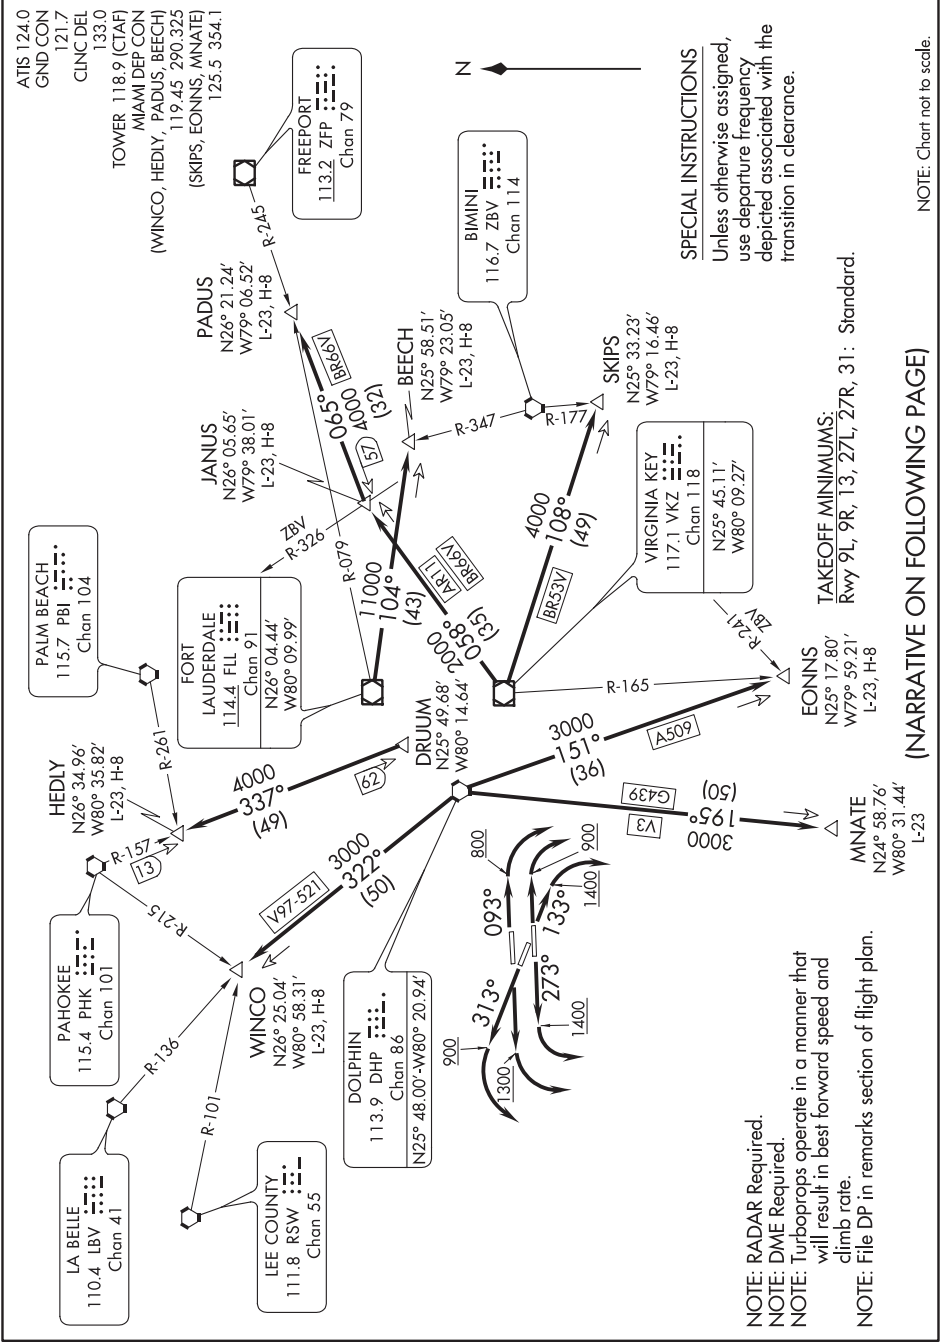 ATIS 124.0
GND CON
121.7
CLNC DEL
133.0
TOWER 118.9 (CTAF)
MIAMI DEP CON
(WINCO, HEDLY, PADUS, BEECH)
119.45 290.325
(SKIPS, EONNS, MNATE)
125.5 354.1
FREEPORT
113.2 ZFP
Chan 79
N
R-245
PADUS
N26° 21.24'
W79° 06.52'
L-23, H-8
BIMINI
116.7 ZBV
Chan 114
SPECIAL INSTRUCTIONS
Unless otherwise assigned,
use departure frequency
depicted associated with the
transition in clearance.
NOTE: Chart not to scale.
BR66V
065°
4000
(32)
57
BEECH
N25° 58.51'
W79° 23.05'
L-23, H-8
R-347
R-177
SKIPS
N25° 33.23'
W79° 16.46'
L-23, H-8
JANUS
N26° 05.65'
W79° 38.01'
L-23, H-8
ZBV
R-326
R-079
PALM BEACH
115.7 PBI
Chan 104
FORT
LAUDERDALE
114.4 FLL
Chan 91
N26° 04.44'
W80° 09.99'
11000
104°
(43)
AR11
BR66V
2000
058°
(35)
4000
108°
(49)
BR53V
VIRGINIA KEY
117.1 VKZ
Chan 118
N25° 45.11'
W80° 09.27'
TAKEOFF MINIMUMS:
Rwy 9L, 9R, 13, 27L, 27R, 31: Standard.
R-241
ZBV
R-165
EONNS
N25° 17.80'
W79° 59.21'
L-23, H-8
(NARRATIVE ON FOLLOWING PAGE)
HEDLY
N26° 34.96'
W80° 35.82'
L-23, H-8
R-261
R-157
13
4000
337°
(49)
62
DRUUM
N25° 49.68'
W80° 14.64'
3000
151°
(36)
A509
G439
V3
195°
(50)
3000
MNATE
N24° 58.76'
W80° 31.44'
L-23
PAHOKEE
115.4 PHK
Chan 101
R-215
V97-521
3000
322°
(50)
WINCO
N26° 25.04'
W80° 58.31'
L-23, H-8
R-136
R-101
LA BELLE
110.4 LBV
Chan 41
LEE COUNTY
111.8 RSW
Chan 55
DOLPHIN
113.9 DHP
Chan 86
N25° 48.00'-W80° 20.94'
800
093°
900
133°
1400
313°
900
273°
1300
1400
NOTE: RADAR Required.
NOTE: DME Required.
NOTE: Turboprops operate in a manner that
will result in best forward speed and
climb rate.
NOTE: File DP in remarks section of flight plan.